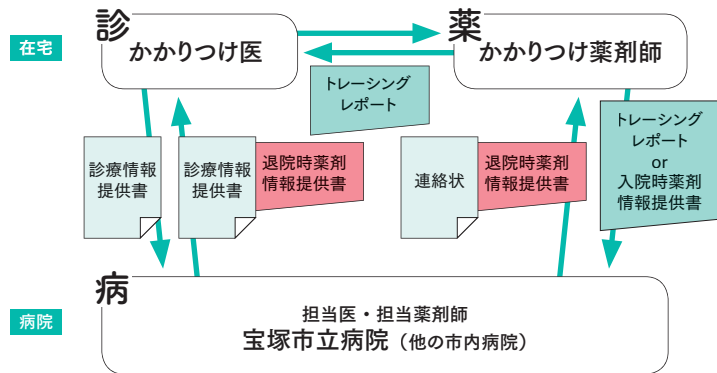 在宅
診
かかりつけ医
薬
かかりつけ薬剤師
トレーシング
レポート
診療情報
提供書
診療情報
提供書
退院時薬剤
情報提供書
連絡状
退院時薬剤
情報提供書
トレーシング
レポート
or
入院時薬剤
情報提供書
病院
病
担当医・担当薬剤師
宝塚市立病院（他の市内病院）